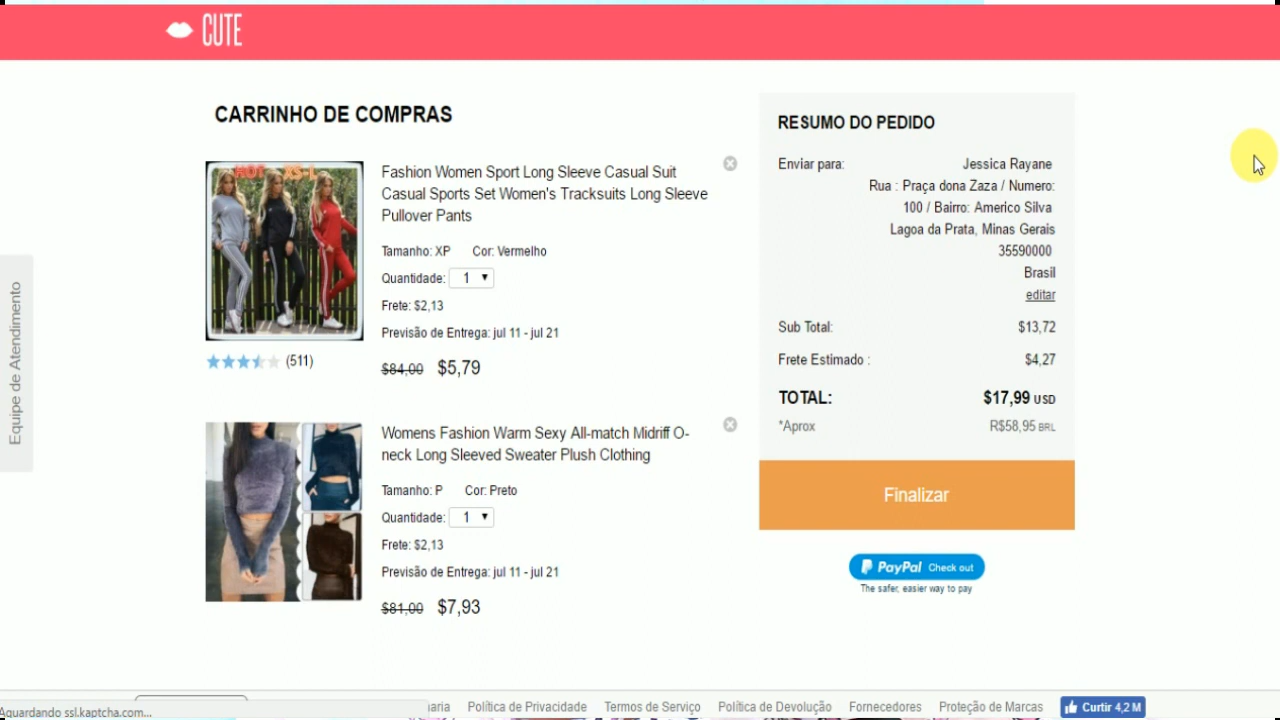 CUTE
CARRINHO DE COMPRAS
HOT XS-L
Fashion Women Sport Long Sleeve Casual Suit
Casual Sports Set Women's Tracksuits Long Sleeve
Pullover Pants
Tamanho: XP Cor: Vermelho
Quantidade: 1
Frete: $2,13
Previsão de Entrega: jul 11 - jul 21
(511)
$84,00 $5,79
Womens Fashion Warm Sexy All-match Midriff O-
neck Long Sleeved Sweater Plush Clothing
Tamanho: P Cor: Preto
Quantidade: 1
Frete: $2,13
Previsão de Entrega: jul 11 - jul 21
$81,00 $7,93
RESUMO DO PEDIDO
Enviar para: Jessica Rayane
Rua : Praça dona Zaza / Numero:
100 / Bairro: Americo Silva
Lagoa da Prata, Minas Gerais
35590000
Brasil
editar
Sub Total: $13,72
Frete Estimado : $4,27
TOTAL: $17,99 USD
*Aprox R$58,95 BRL
Finalizar
PayPal Check out
The safer, easier way to pay
Equipe de Atendimento
Aguardando ssl.kaptcha.com...
naria Política de Privacidade Termos de Serviço Política de Devolução Fornecedores Proteção de Marcas Curtir 4,2 M